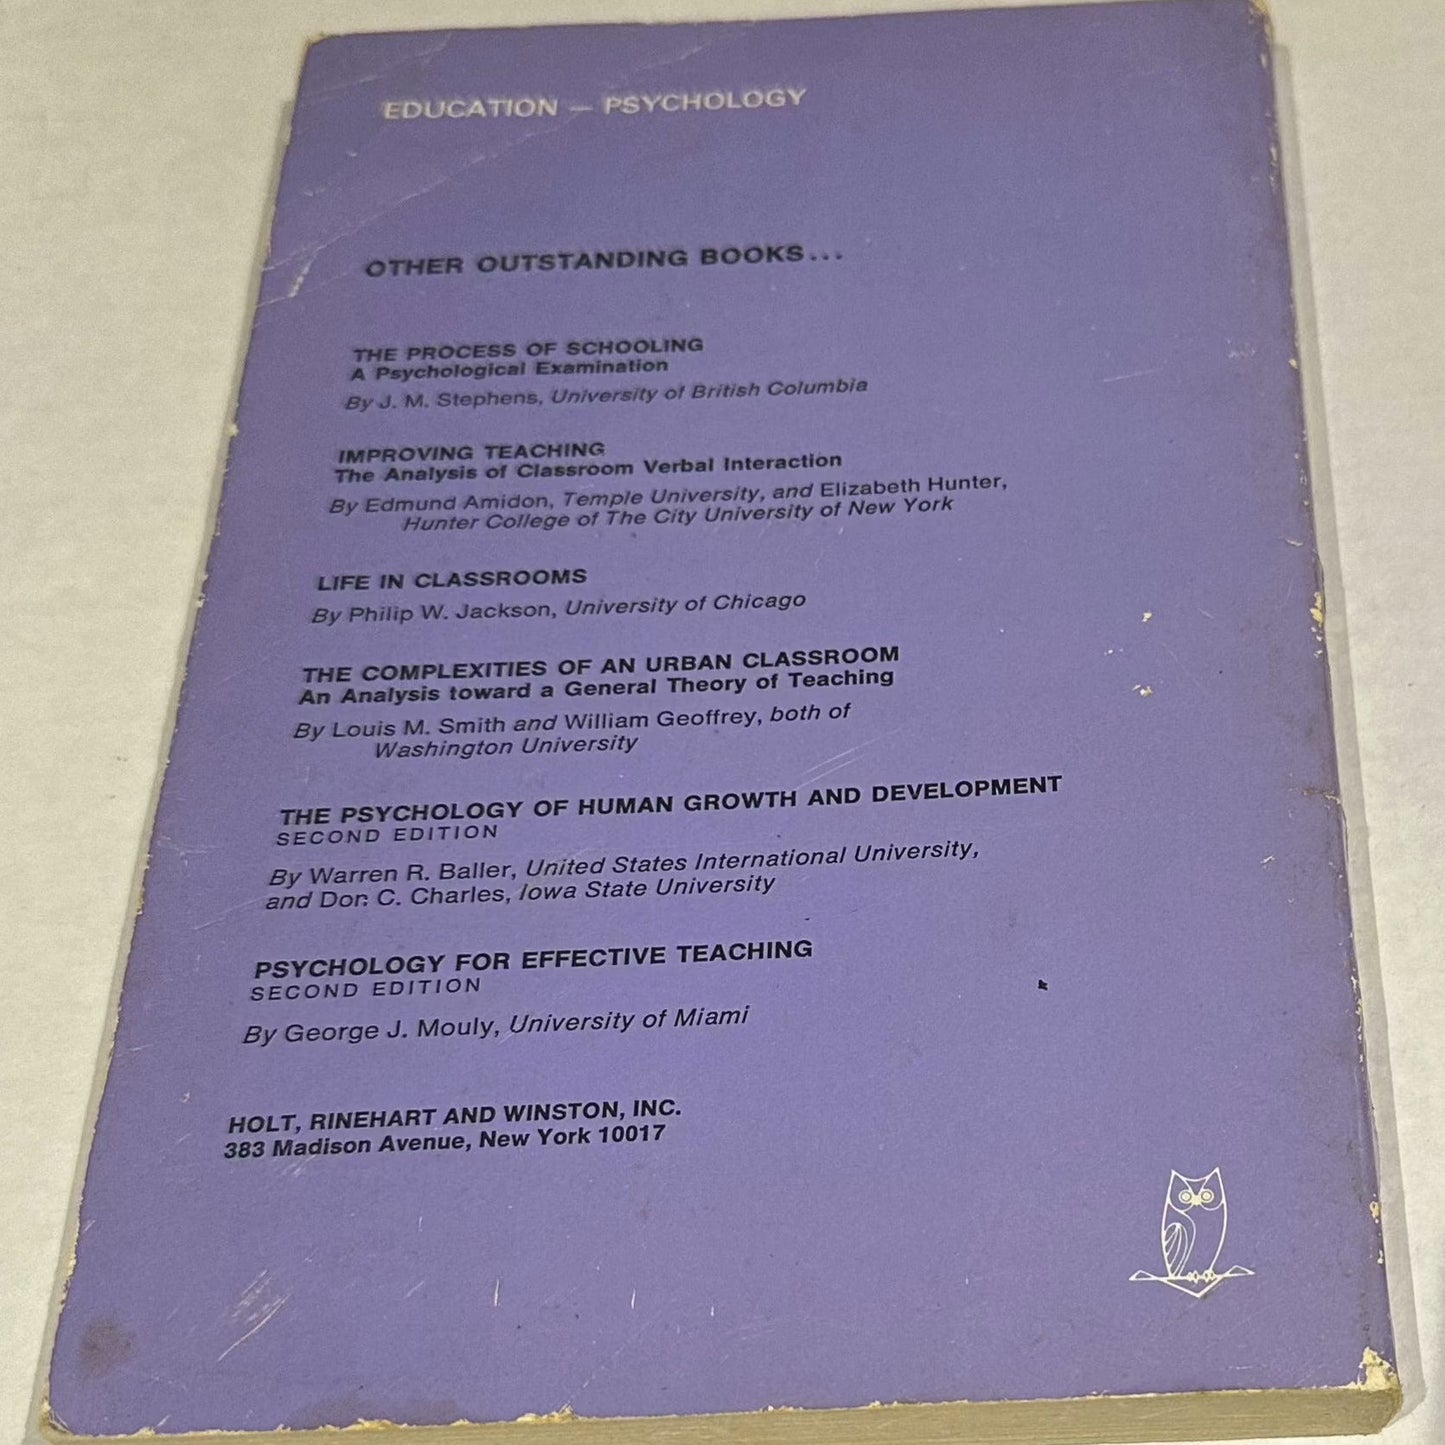 EDUCATION — PSYCHOLOGY
OTHER OUTSTANDING BOOKS...
THE PROCESS OF SCHOOLING
A Psychological Examination
By J. M. Stephens, University of British Columbia
IMPROVING TEACHING
The Analysis of Classroom Verbal Interaction
By Edmund Amidon, Temple University, and Elizabeth Hunter,
Hunter College of The City University of New York
LIFE IN CLASSROOMS
By Philip W. Jackson, University of Chicago
THE COMPLEXITIES OF AN URBAN CLASSROOM
An Analysis toward a General Theory of Teaching
By Louis M. Smith and William Geoffrey, both of
Washington University
THE PSYCHOLOGY OF HUMAN GROWTH AND DEVELOPMENT
SECOND EDITION
By Warren R. Baller, United States International University,
and Don C. Charles, Iowa State University
PSYCHOLOGY FOR EFFECTIVE TEACHING
SECOND EDITION
By George J. Mouly, University of Miami
HOLT, RINEHART AND WINSTON, INC.
383 Madison Avenue, New York 10017